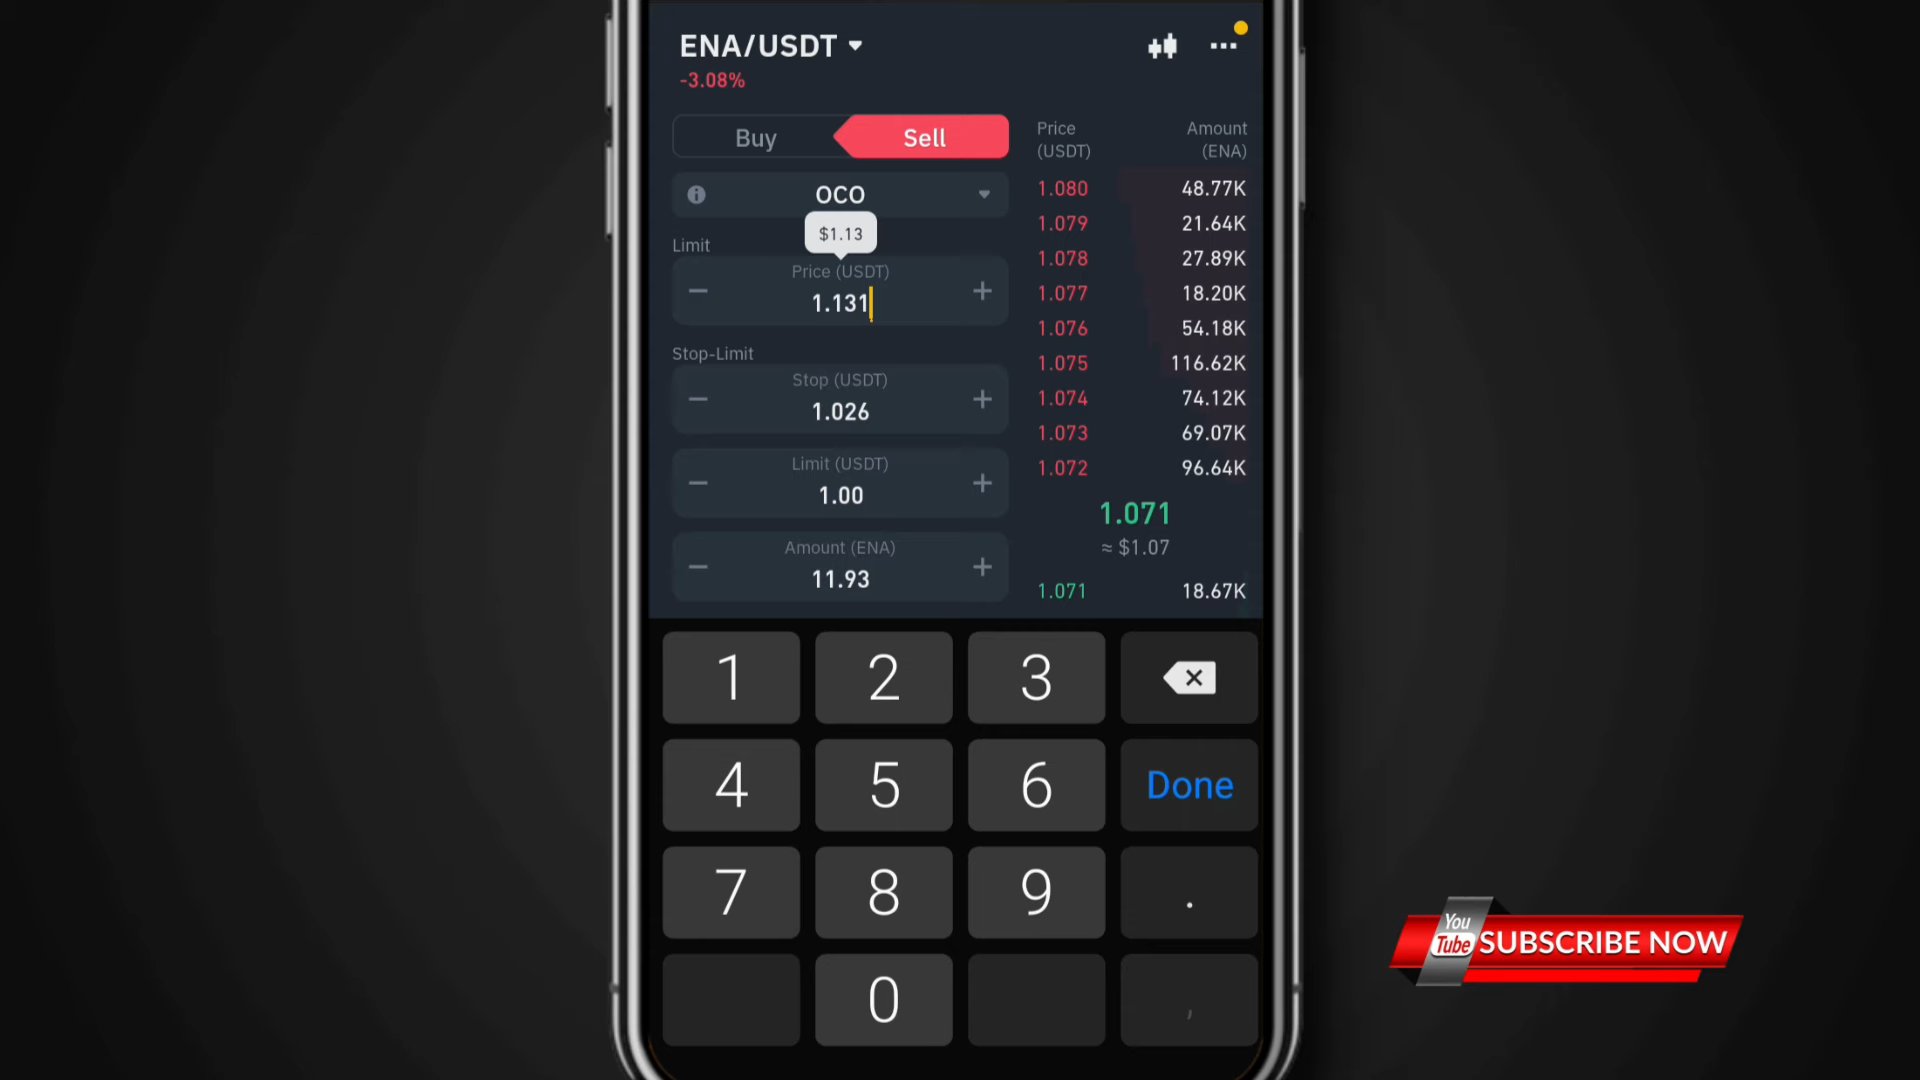 ENA/USDT
-3.08%
Buy
Sell
OCO
$1.13
Limit
Price (USDT)
1.131
Stop-Limit
Stop (USDT)
1.026
Limit (USDT)
1.00
Amount (ENA)
11.93
Price (USDT)
Amount (ENA)
1.080 48.77K
1.079 21.64K
1.078 27.89K
1.077 18.20K
1.076 54.18K
1.075 116.62K
1.074 74.12K
1.073 69.07K
1.072 96.64K
1.071
≈ $1.07
1.071 18.67K
1 2 3
4 5 6 Done
7 8 9 .
0 ,
You
Tube SUBSCRIBE NOW